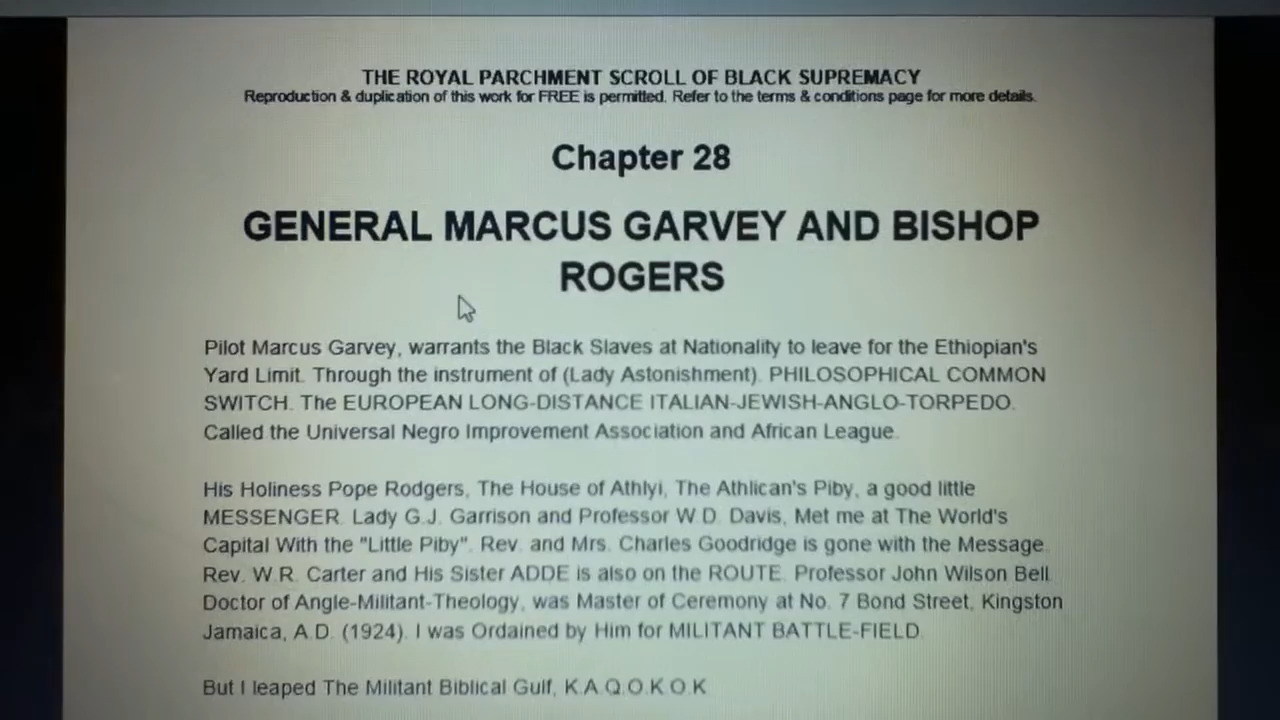 THE ROYAL PARCHMENT SCROLL OF BLACK SUPREMACY
Reproduction & duplication of this work for FREE is permitted. Refer to the terms & conditions page for more details.
Chapter 28
GENERAL MARCUS GARVEY AND BISHOP
ROGERS
Pilot Marcus Garvey, warrants the Black Slaves at Nationality to leave for the Ethiopian's
Yard Limit. Through the instrument of (Lady Astonishment). PHILOSOPHICAL COMMON
SWITCH. The EUROPEAN LONG-DISTANCE ITALIAN-JEWISH-ANGLO-TORPEDO.
Called the Universal Negro Improvement Association and African League.
His Holiness Pope Rodgers, The House of Athlyi, The Athlican's Piby, a good little
MESSENGER. Lady G.J. Garrison and Professor W.D. Davis, Met me at The World's
Capital With the "Little Piby". Rev. and Mrs. Charles Goodridge is gone with the Message.
Rev. W.R. Carter and His Sister ADDE is also on the ROUTE. Professor John Wilson Bell
Doctor of Angle-Militant-Theology, was Master of Ceremony at No. 7 Bond Street, Kingston
Jamaica, A.D. (1924). I was Ordained by Him for MILITANT BATTLE-FIELD.
But I leaped The Militant Biblical Gulf, K.A.Q.O.K.O.K